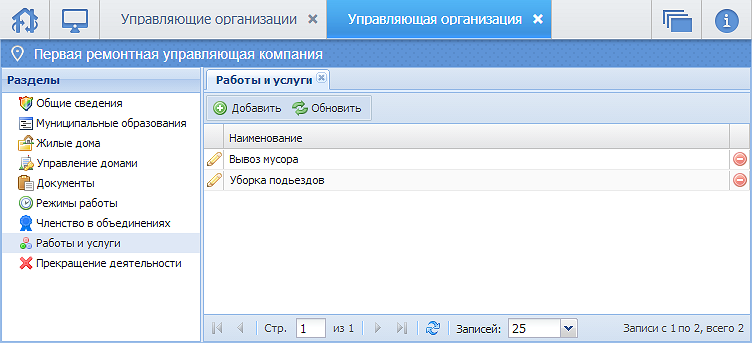 Управляющие организации
Управляющая организация
Первая ремонтная управляющая компания
Разделы
Общие сведения
Муниципальные образования
Жилые дома
Управление домами
Документы
Режимы работы
Членство в объединениях
Работы и услуги
Прекращение деятельности
Работы и услуги
Добавить Обновить
Наименование
Вывоз мусора
Уборка подьездов
Стр. 1 из 1 Записей: 25 Записи с 1 по 2, всего 2